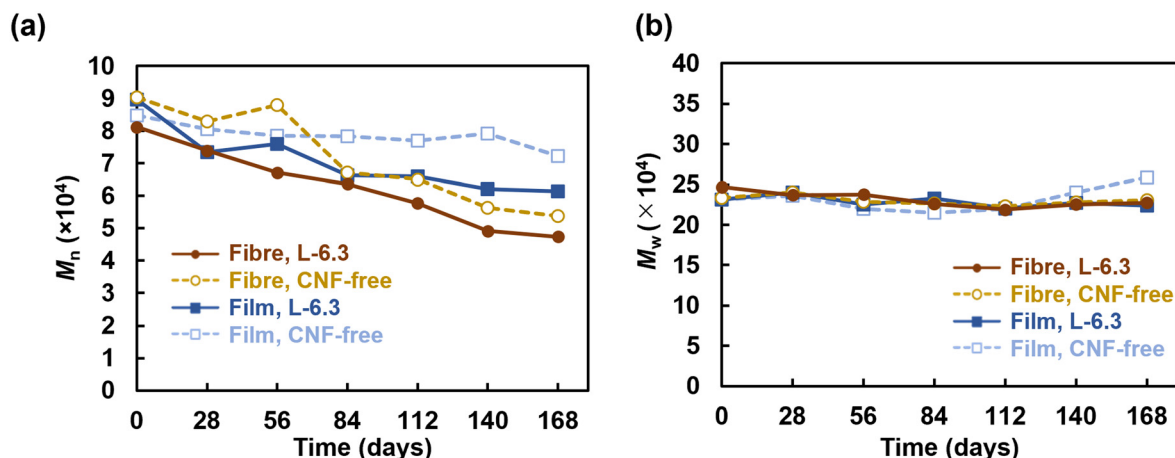 (a)
10
9
8
7
6
5
4
3
2
1
0
Mn (×10⁴)
Fibre, L-6.3
Fibre, CNF-free
Film, L-6.3
Film, CNF-free
0 28 56 84 112 140 168
Time (days)
(b)
40
35
30
25
20
15
10
5
0
Mw (× 10⁴)
Fibre, L-6.3
Fibre, CNF-free
Film, L-6.3
Film, CNF-free
0 28 56 84 112 140 168
Time (days)